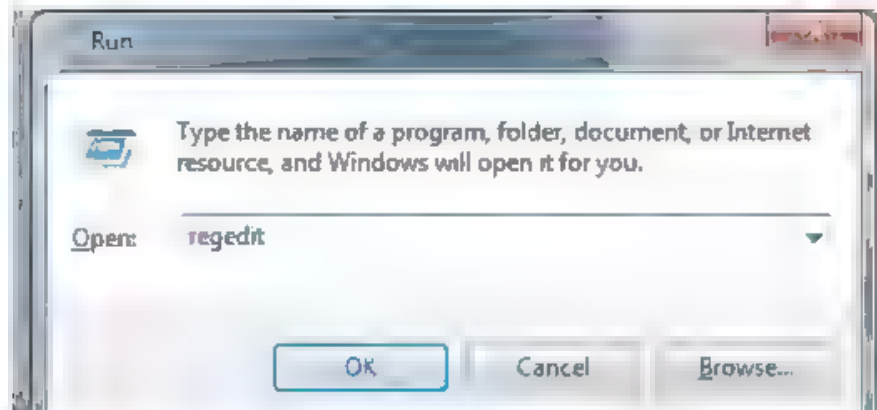 Run
Type the name of a program, folder, document, or Internet
resource, and Windows will open it for you.
Open:
regedit
OK
Cancel
Browse...